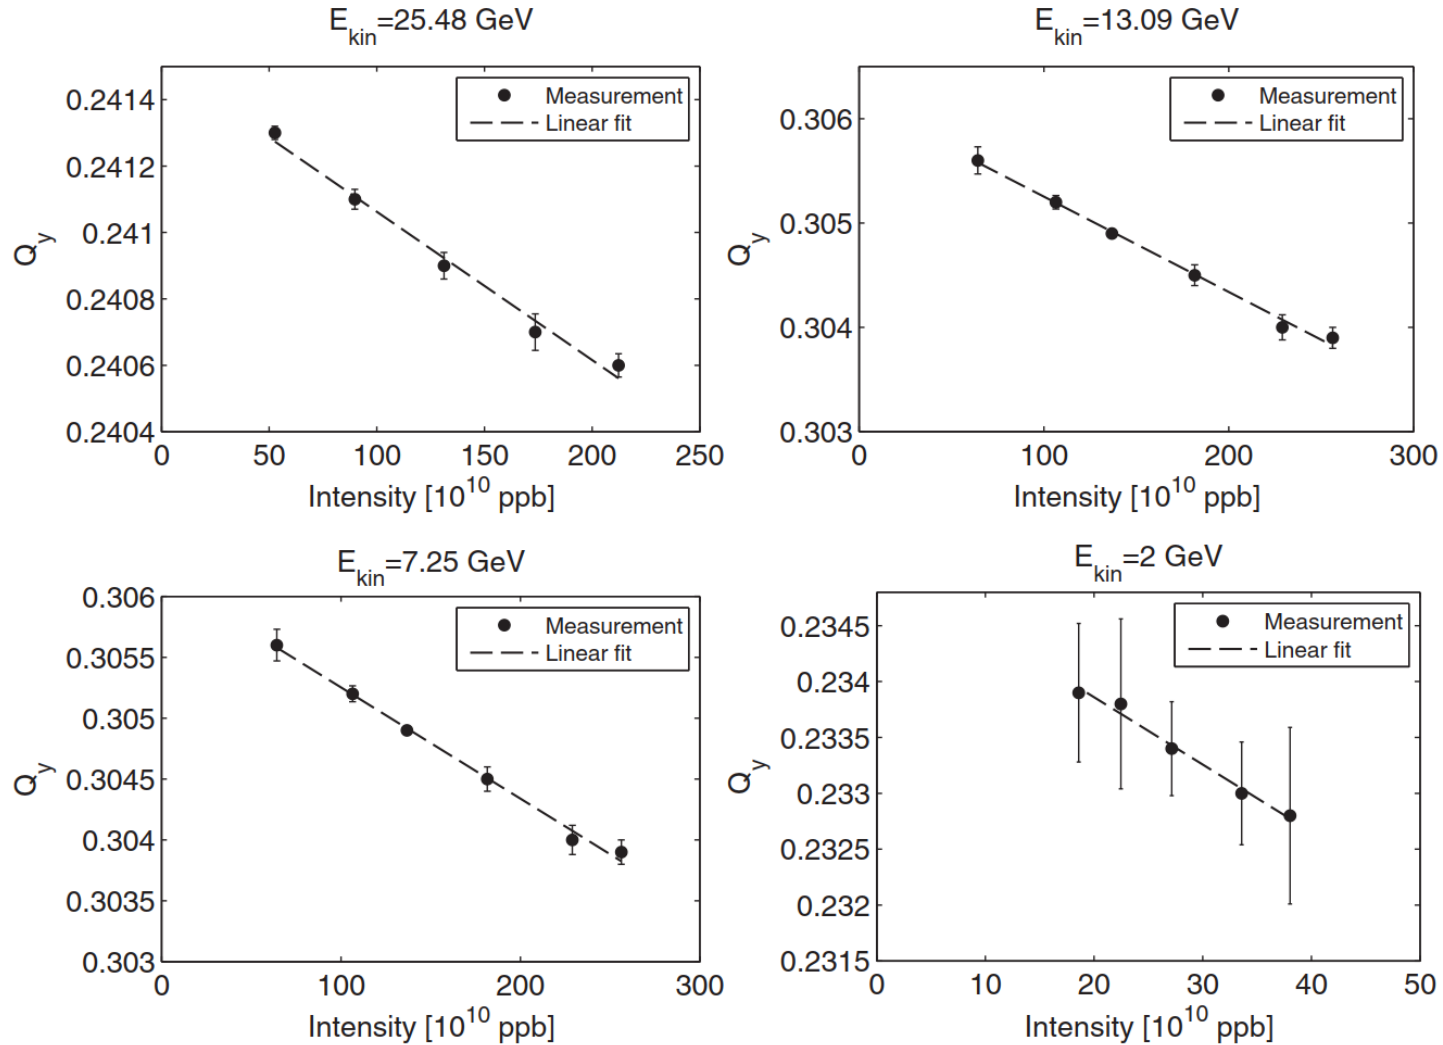 E_kin=25.48 GeV
0.2414
0.2412
0.241
0.2408
0.2406
0.2404
Q_y
Measurement
Linear fit
0 50 100 150 200 250
Intensity [10^10 ppb]
E_kin=13.09 GeV
0.306
0.305
0.304
0.303
Q_y
Measurement
Linear fit
0 100 200 300
Intensity [10^10 ppb]
E_kin=7.25 GeV
0.306
0.3055
0.305
0.3045
0.304
0.3035
0.303
Q_y
Measurement
Linear fit
0 100 200 300
Intensity [10^10 ppb]
E_kin=2 GeV
0.2345
0.234
0.2335
0.233
0.2325
0.232
0.2315
Q_y
Measurement
Linear fit
0 10 20 30 40 50
Intensity [10^10 ppb]